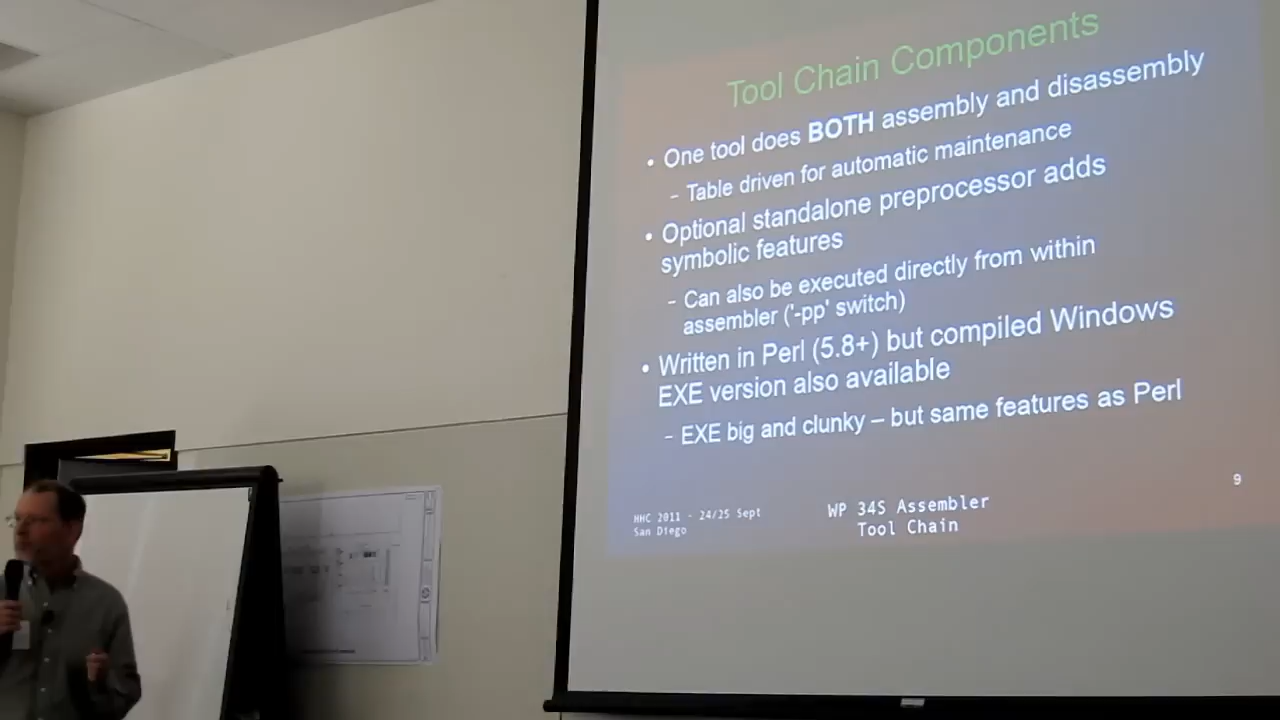 Tool Chain Components
• One tool does BOTH assembly and disassembly
– Table driven for automatic maintenance
• Optional standalone preprocessor adds
symbolic features
– Can also be executed directly from within
assembler ('-pp' switch)
• Written in Perl (5.8+) but compiled Windows
EXE version also available
– EXE big and clunky – but same features as Perl
HHC 2011 - 24/25 Sept
San Diego
WP 34S Assembler
Tool Chain
9